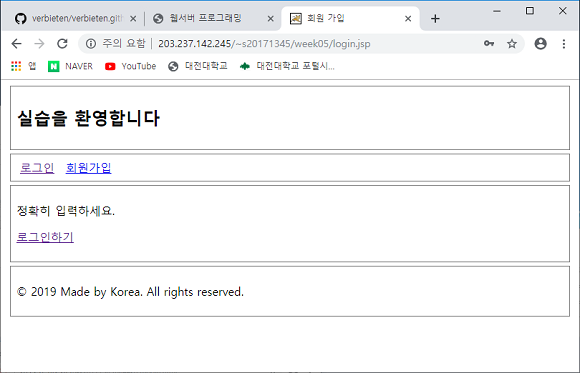 verbieten/verbieten.gith
웹서버 프로그래밍
회원 가입
주의 요함 | 203.237.142.245/~s20171345/week05/login.jsp
앱 NAVER YouTube 대전대학교 대전대학교 포털시...
실습을 환영합니다
로그인 회원가입
정확히 입력하세요.
로그인하기
© 2019 Made by Korea. All rights reserved.